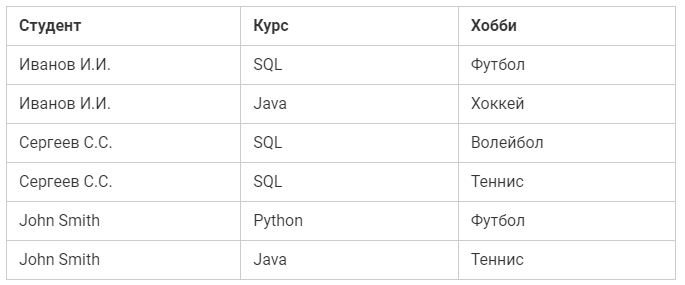 Студент Курс Хобби
Иванов И.И. SQL Футбол
Иванов И.И. Java Хоккей
Сергеев С.С. SQL Волейбол
Сергеев С.С. SQL Теннис
John Smith Python Футбол
John Smith Java Теннис